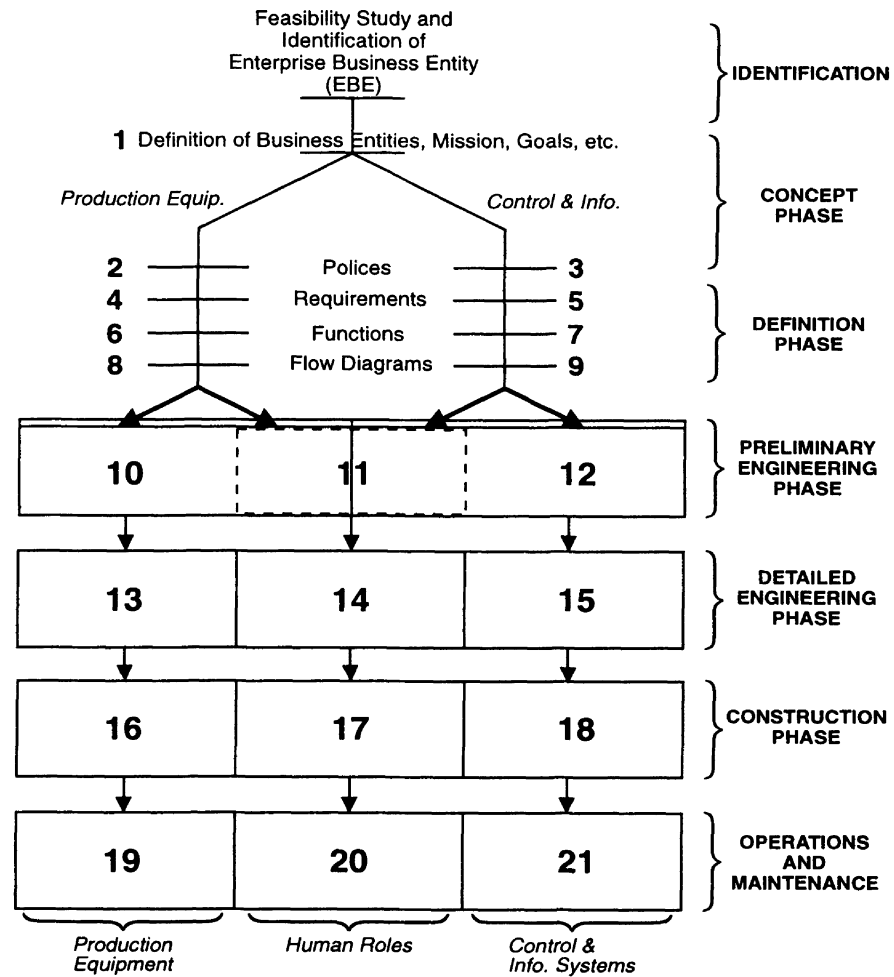 Feasibility Study and
Identification of
Enterprise Business Entity
(EBE)
IDENTIFICATION
1 Definition of Business Entities, Mission, Goals, etc.
Production Equip.
Control & Info.
CONCEPT
PHASE
2 Polices 3
4 Requirements 5
6 Functions 7
8 Flow Diagrams 9
DEFINITION
PHASE
10 11 12
PRELIMINARY
ENGINEERING
PHASE
13 14 15
DETAILED
ENGINEERING
PHASE
16 17 18
CONSTRUCTION
PHASE
19 20 21
OPERATIONS
AND
MAINTENANCE
Production
Equipment
Human Roles
Control &
Info. Systems